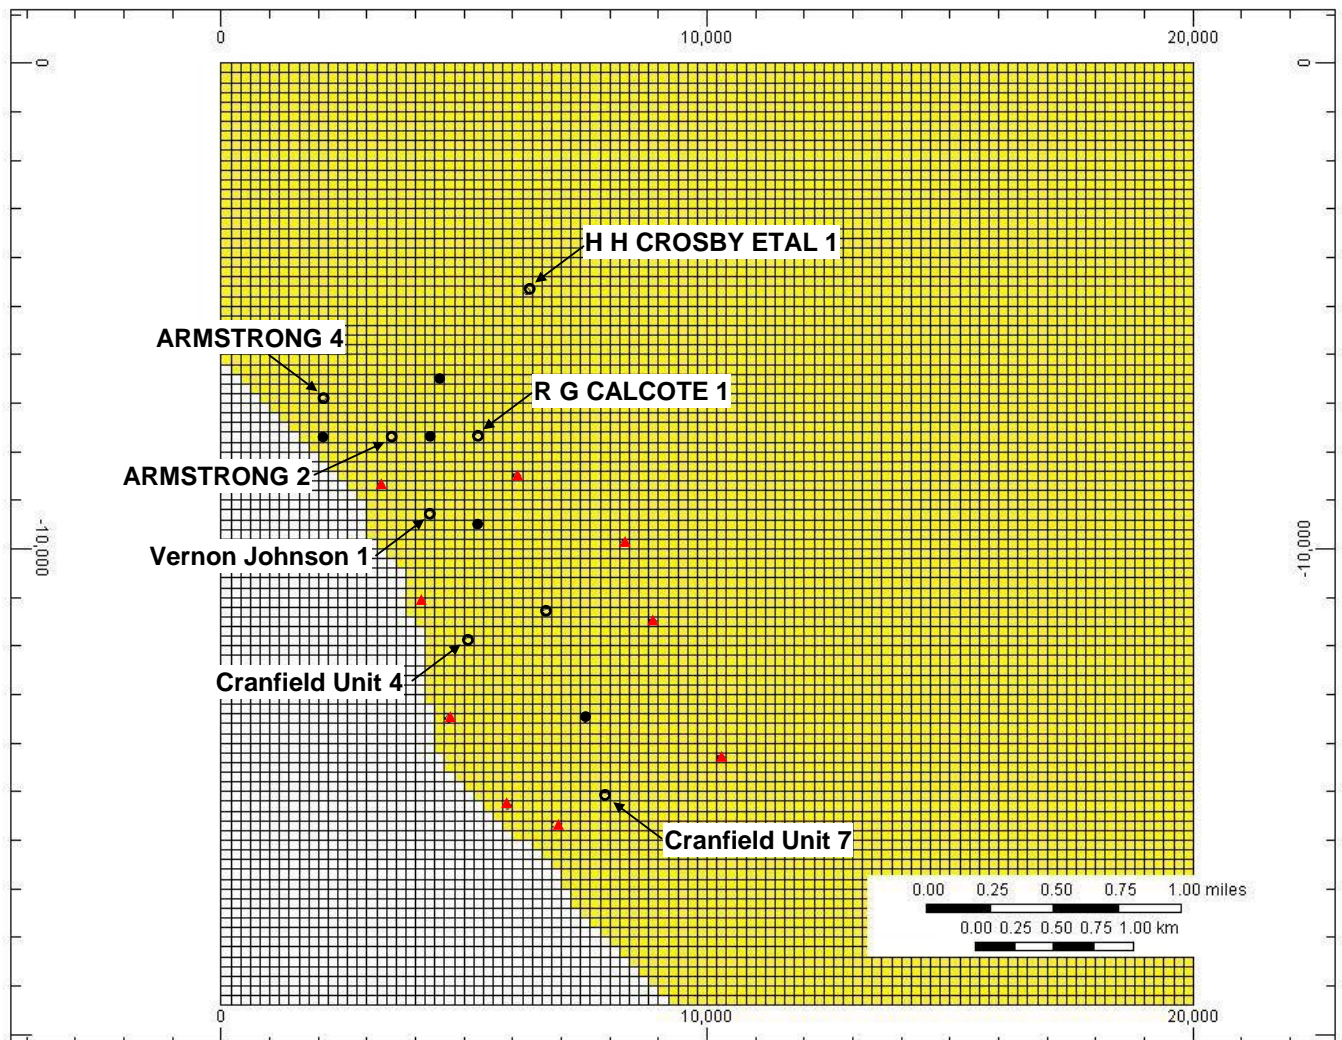 0 10,000 20,000
0 0
H H CROSBY ETAL 1
ARMSTRONG 4
R G CALCOTE 1
ARMSTRONG 2
-10,000 -10,000
Vernon Johnson 1
Cranfield Unit 4
Cranfield Unit 7
0.00 0.25 0.50 0.75 1.00 miles
0.00 0.25 0.50 0.75 1.00 km
0 10,000 20,000